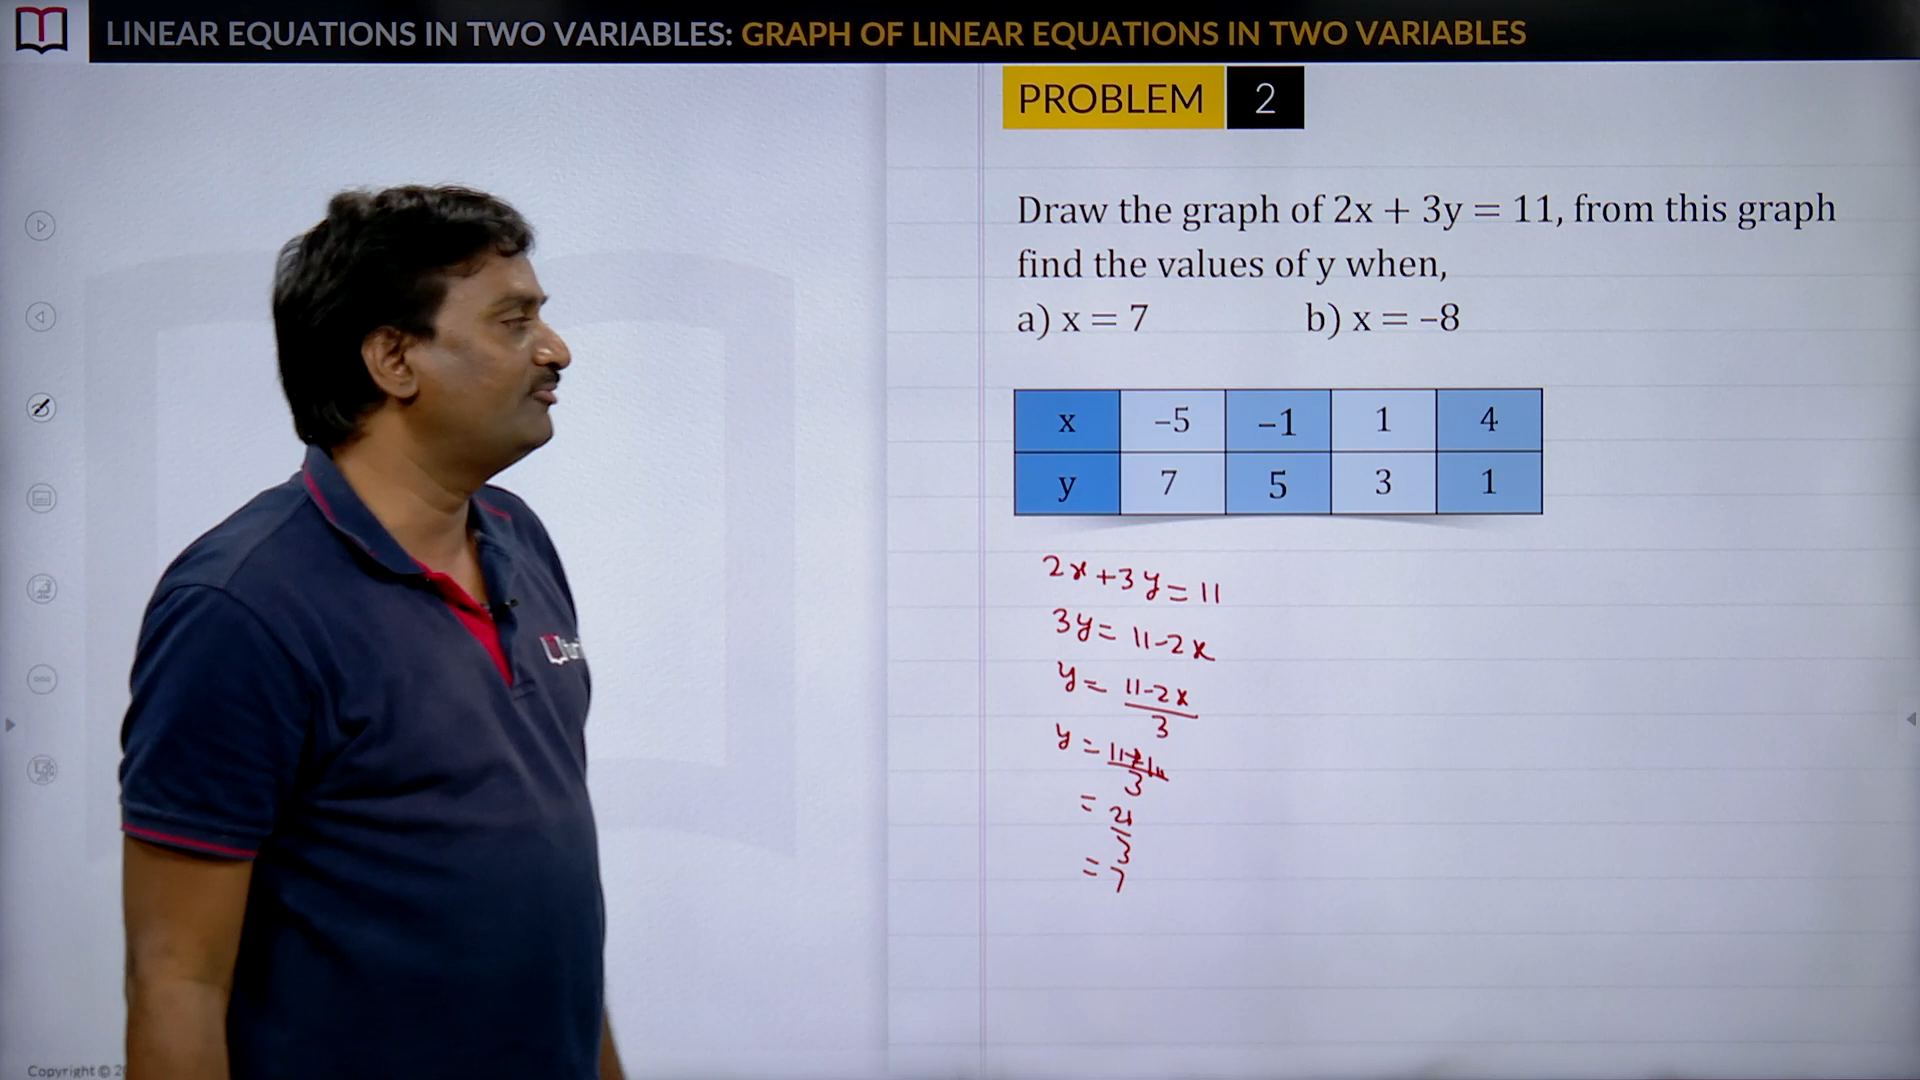 LINEAR EQUATIONS IN TWO VARIABLES: GRAPH OF LINEAR EQUATIONS IN TWO VARIABLES
PROBLEM 2
Draw the graph of 2x + 3y = 11, from this graph
find the values of y when,
a) x = 7 b) x = –8
x –5 –1 1 4
y 7 5 3 1
2x+3y=11
3y= 11-2x
y= 11-2x
3
y =
3
= 21
3
= 7
Copyright ©